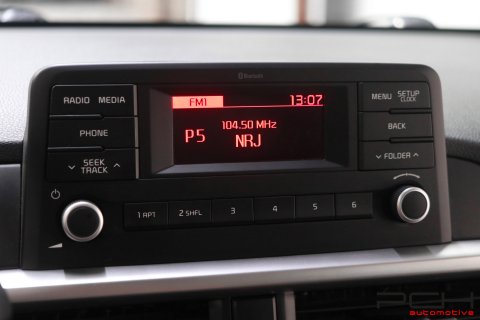 Bluetooth
RADIO MEDIA
FM1 13:07
MENU SETUP
CLOCK
PHONE
P5 104.50 MHz
NRJ
BACK
SEEK
TRACK
FOLDER
1 APT 2 SHFL 3 4 5 6
PCH
automotive